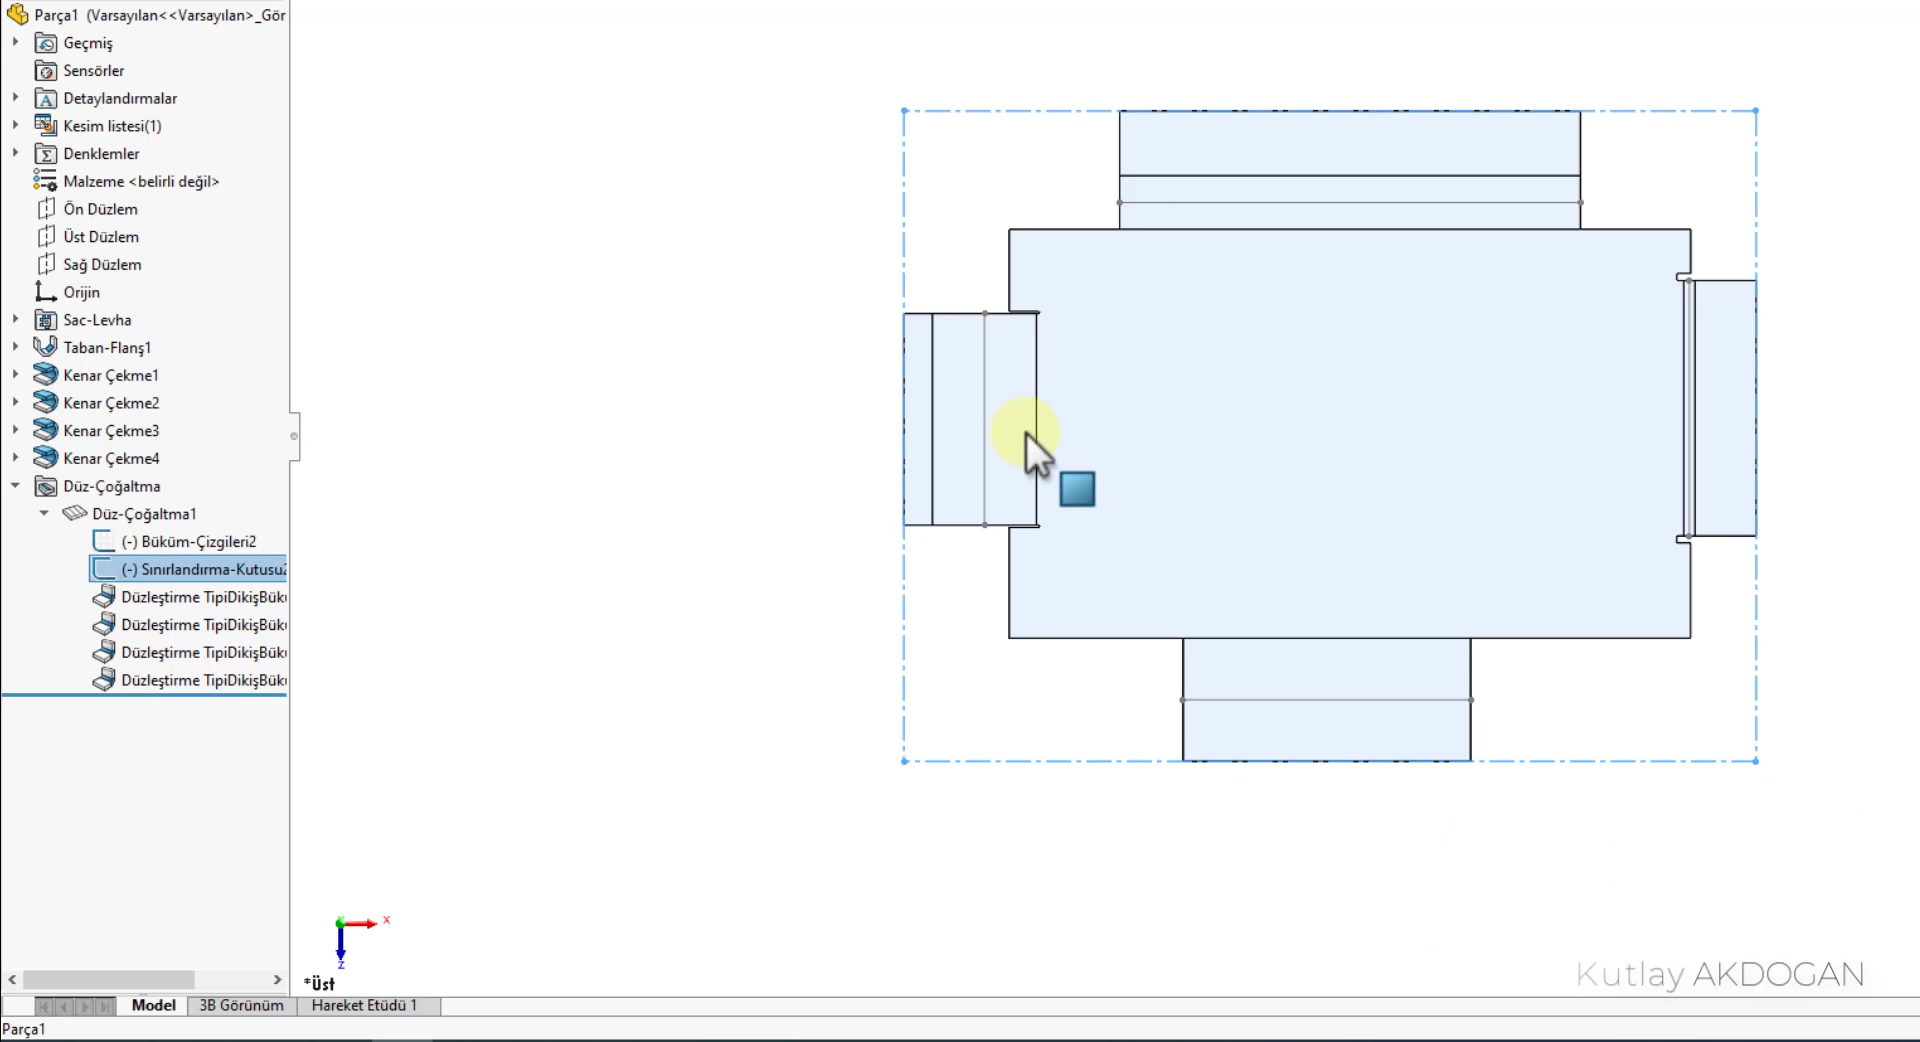 Parça1 (Varsayılan<<Varsayılan>_Gör
Geçmiş
Sensörler
Detaylandırmalar
Kesim listesi(1)
Denklemler
Malzeme <belirli değil>
Ön Düzlem
Üst Düzlem
Sağ Düzlem
Orijin
Sac-Levha
Taban-Flanş1
Kenar Çekme1
Kenar Çekme2
Kenar Çekme3
Kenar Çekme4
Düz-Çoğaltma
Düz-Çoğaltma1
(-) Büküm-Çizgileri2
(-) Sınırlandırma-Kutusu2
Düzleştirme TipiDikişBük
Düzleştirme TipiDikişBük
Düzleştirme TipiDikişBük
Düzleştirme TipiDikişBük
x
z
*Üst
Kutlay AKDOGAN
Model
3B Görünüm
Hareket Etüdü 1
Parça1